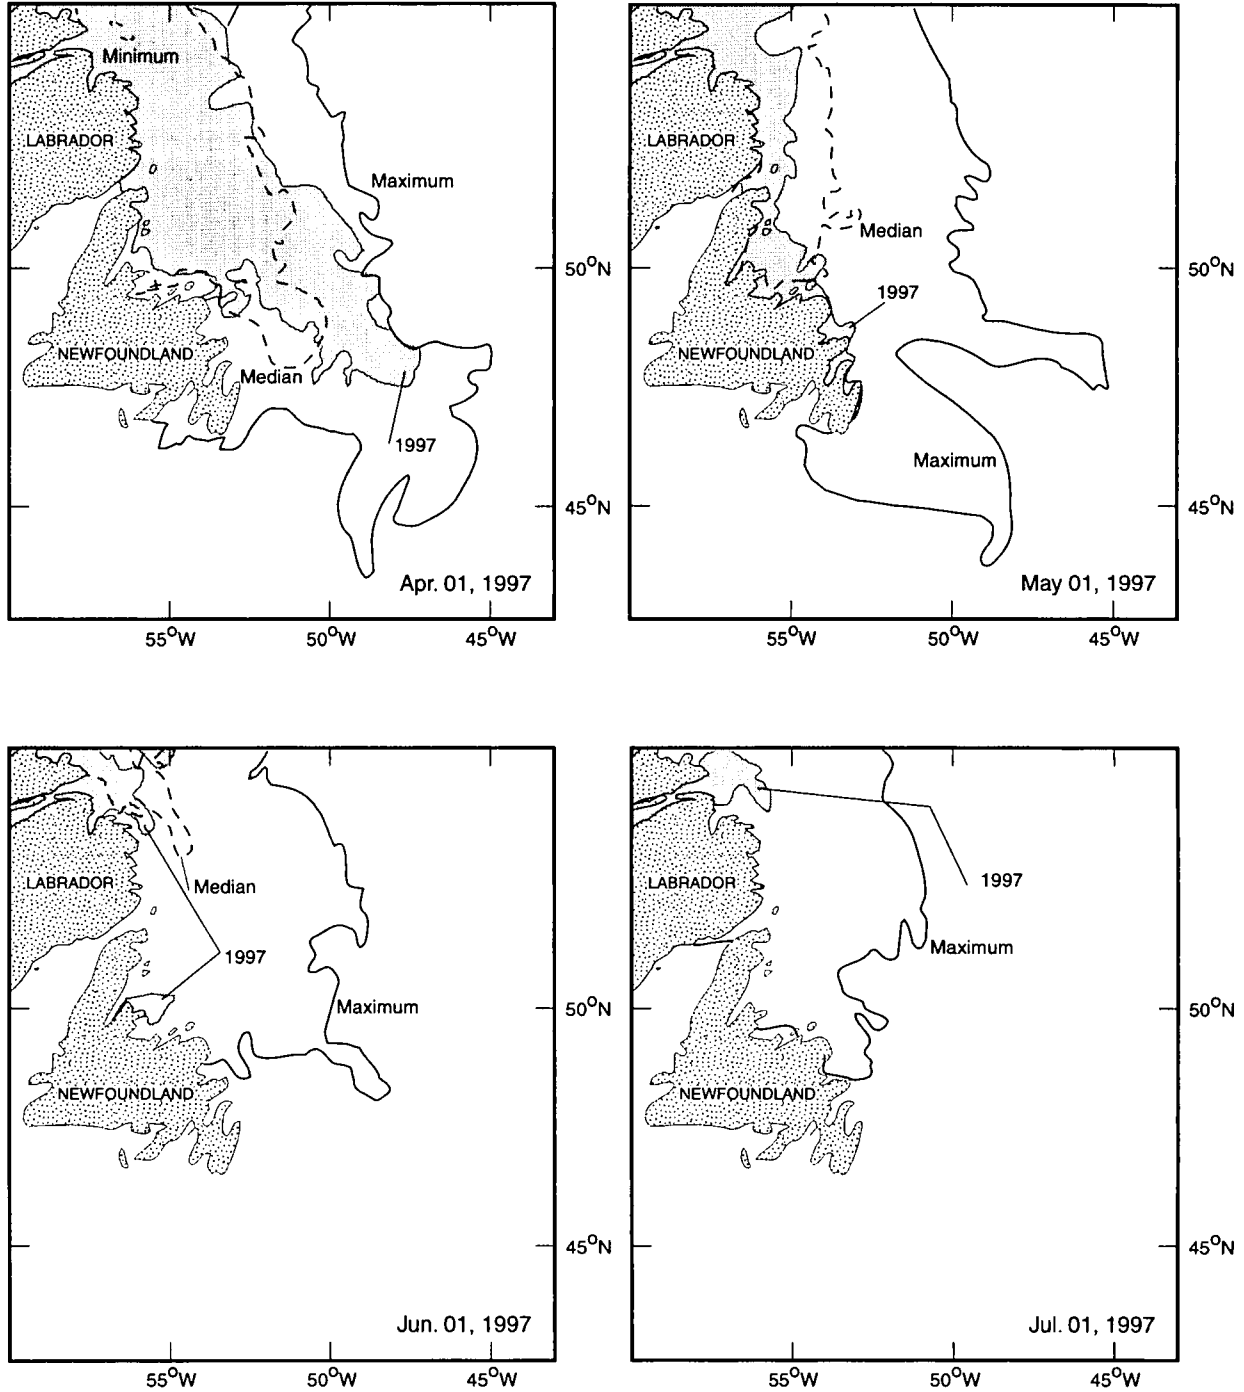 Minimum
LABRADOR
Maximum
50°N
NEWFOUNDLAND
Median
1997
45°N
Apr. 01, 1997
55°W 50°W 45°W
LABRADOR
Median
50°N
1997
NEWFOUNDLAND
Maximum
45°N
May 01, 1997
55°W 50°W 45°W
LABRADOR
Median
1997
Maximum
50°N
NEWFOUNDLAND
45°N
Jun. 01, 1997
55°W 50°W 45°W
LABRADOR
1997
Maximum
50°N
NEWFOUNDLAND
45°N
Jul. 01, 1997
55°W 50°W 45°W